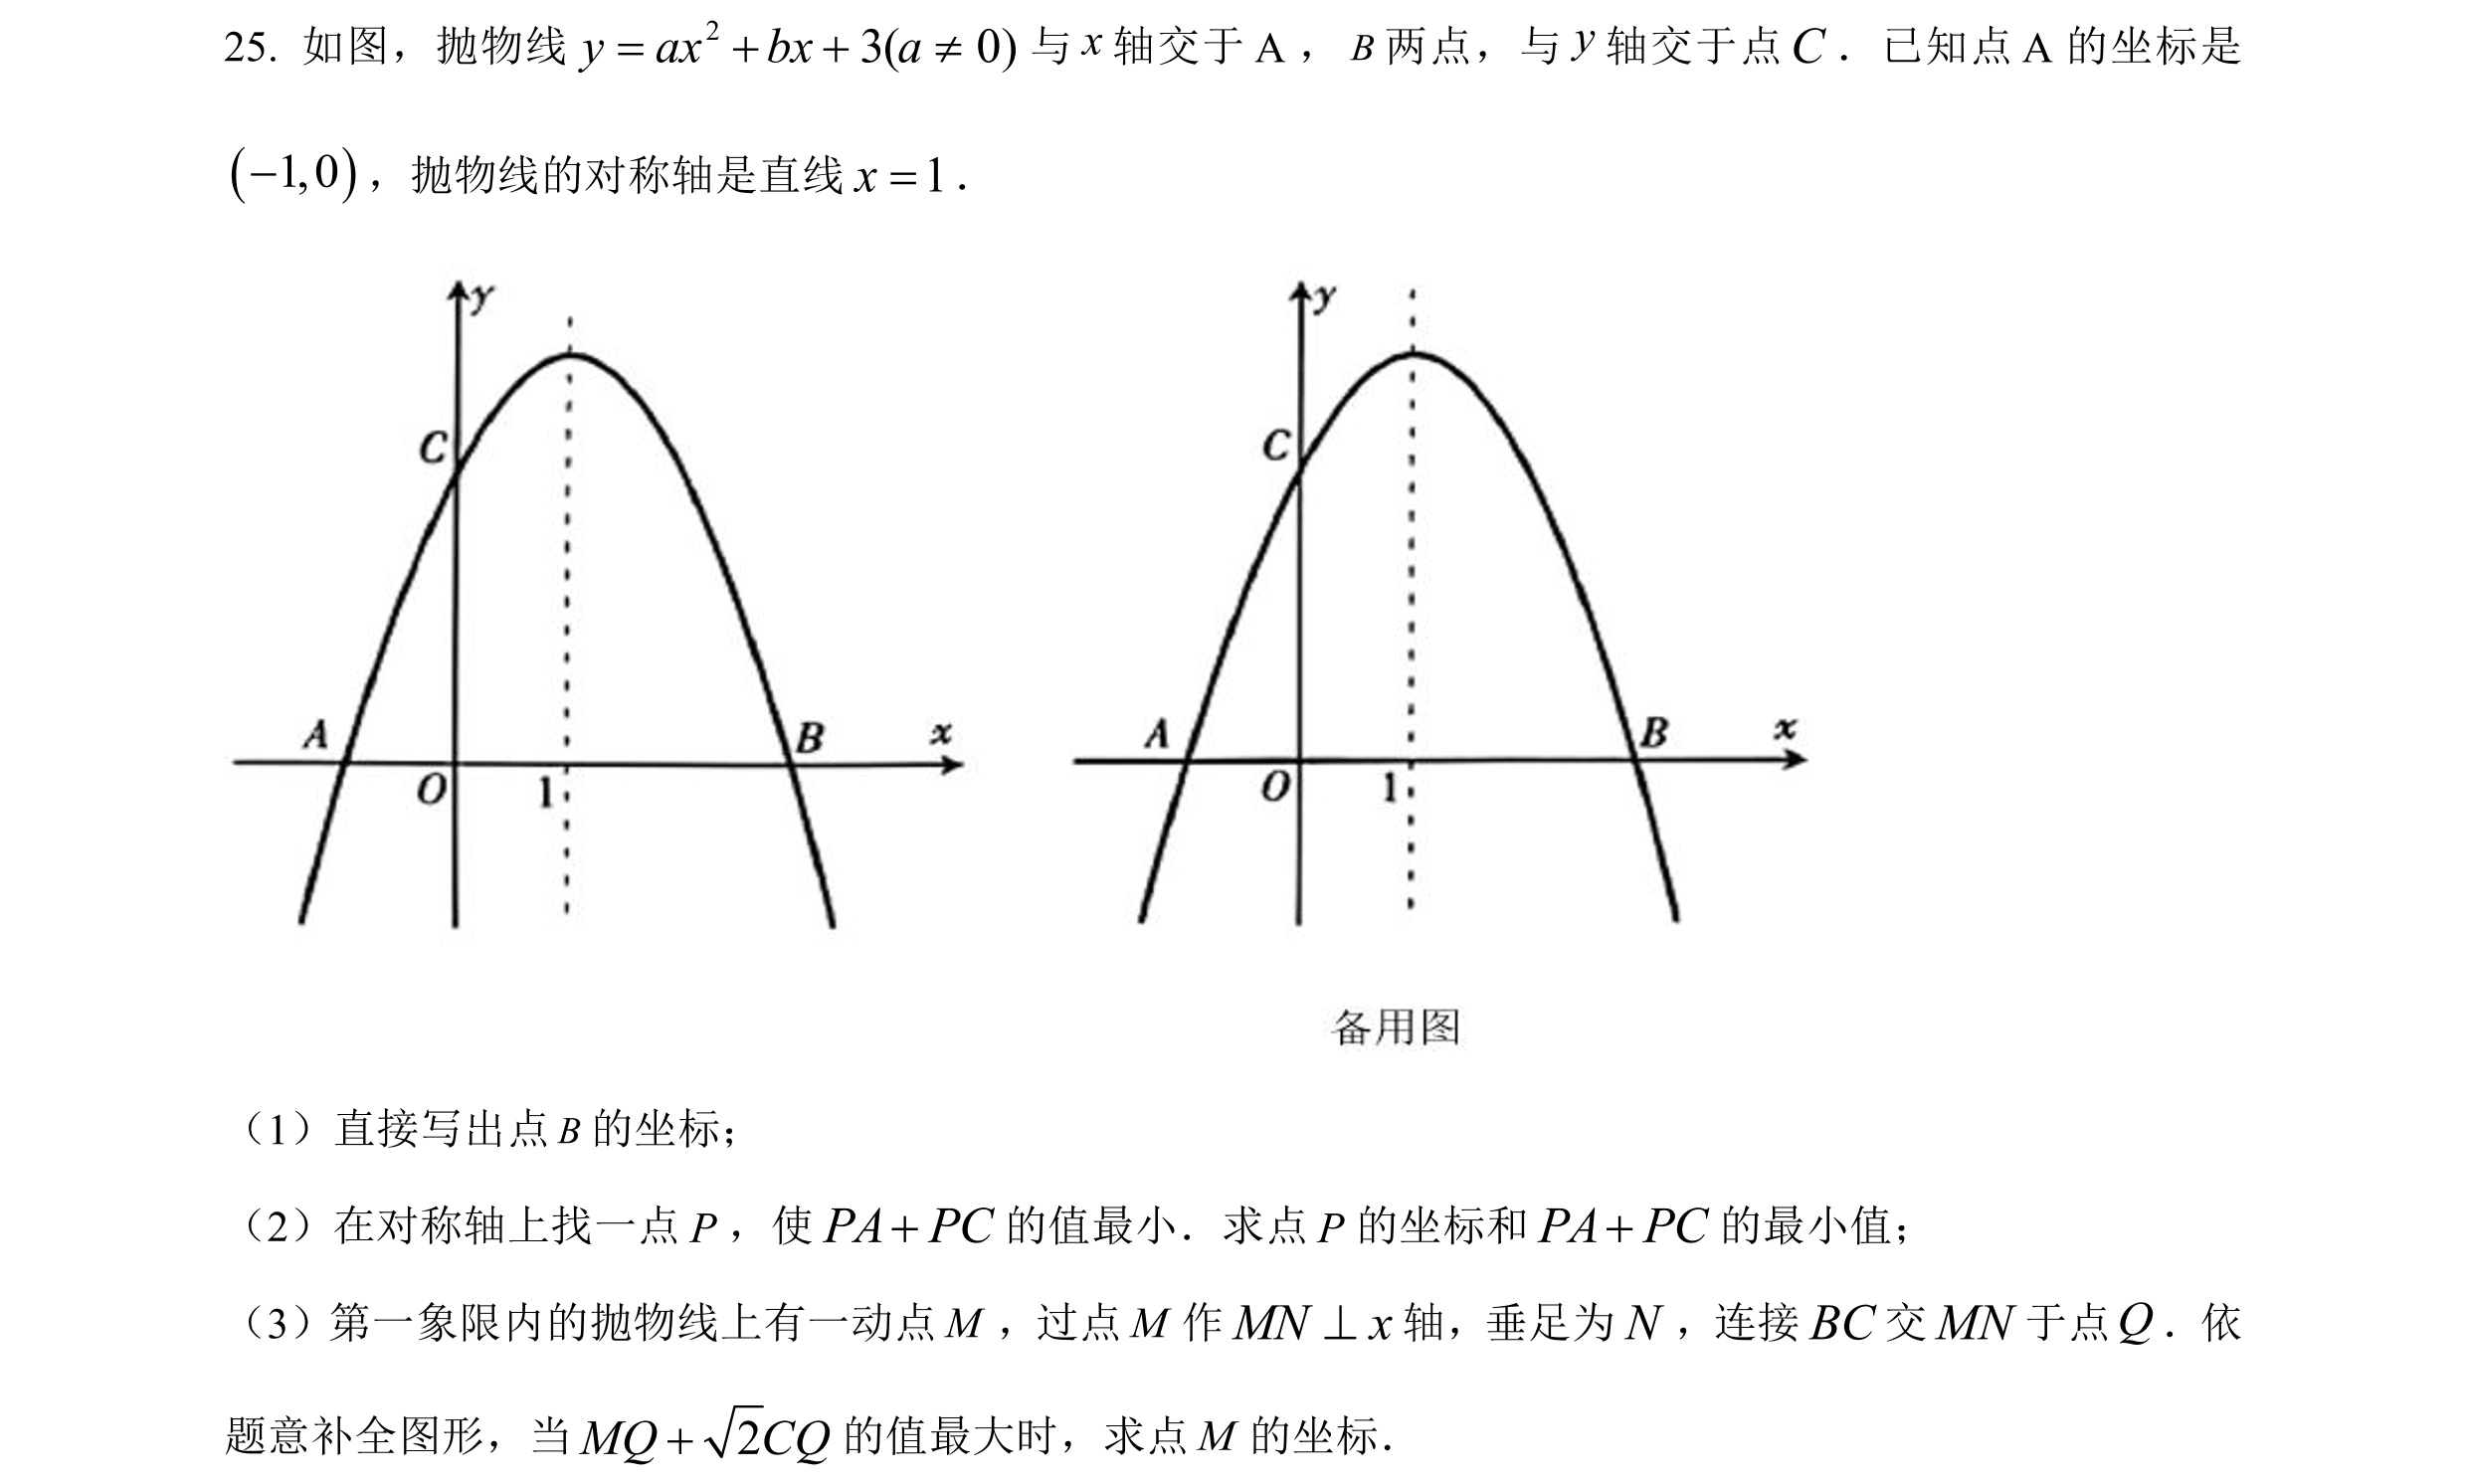 25. 如图，抛物线 y = ax² + bx + 3(a ≠ 0) 与 x 轴交于 A ， B 两点，与 y 轴交于点 C ．已知点 A 的坐标是
(−1,0)，抛物线的对称轴是直线 x = 1．
y y
C C
A B x A B x
O 1 O 1
备用图
（1）直接写出点 B 的坐标；
（2）在对称轴上找一点 P ，使 PA + PC 的值最小．求点 P 的坐标和 PA + PC 的最小值；
（3）第一象限内的抛物线上有一动点 M ，过点 M 作 MN ⊥ x 轴，垂足为 N ，连接 BC 交 MN 于点 Q ．依
题意补全图形，当 MQ + √2CQ 的值最大时，求点 M 的坐标．